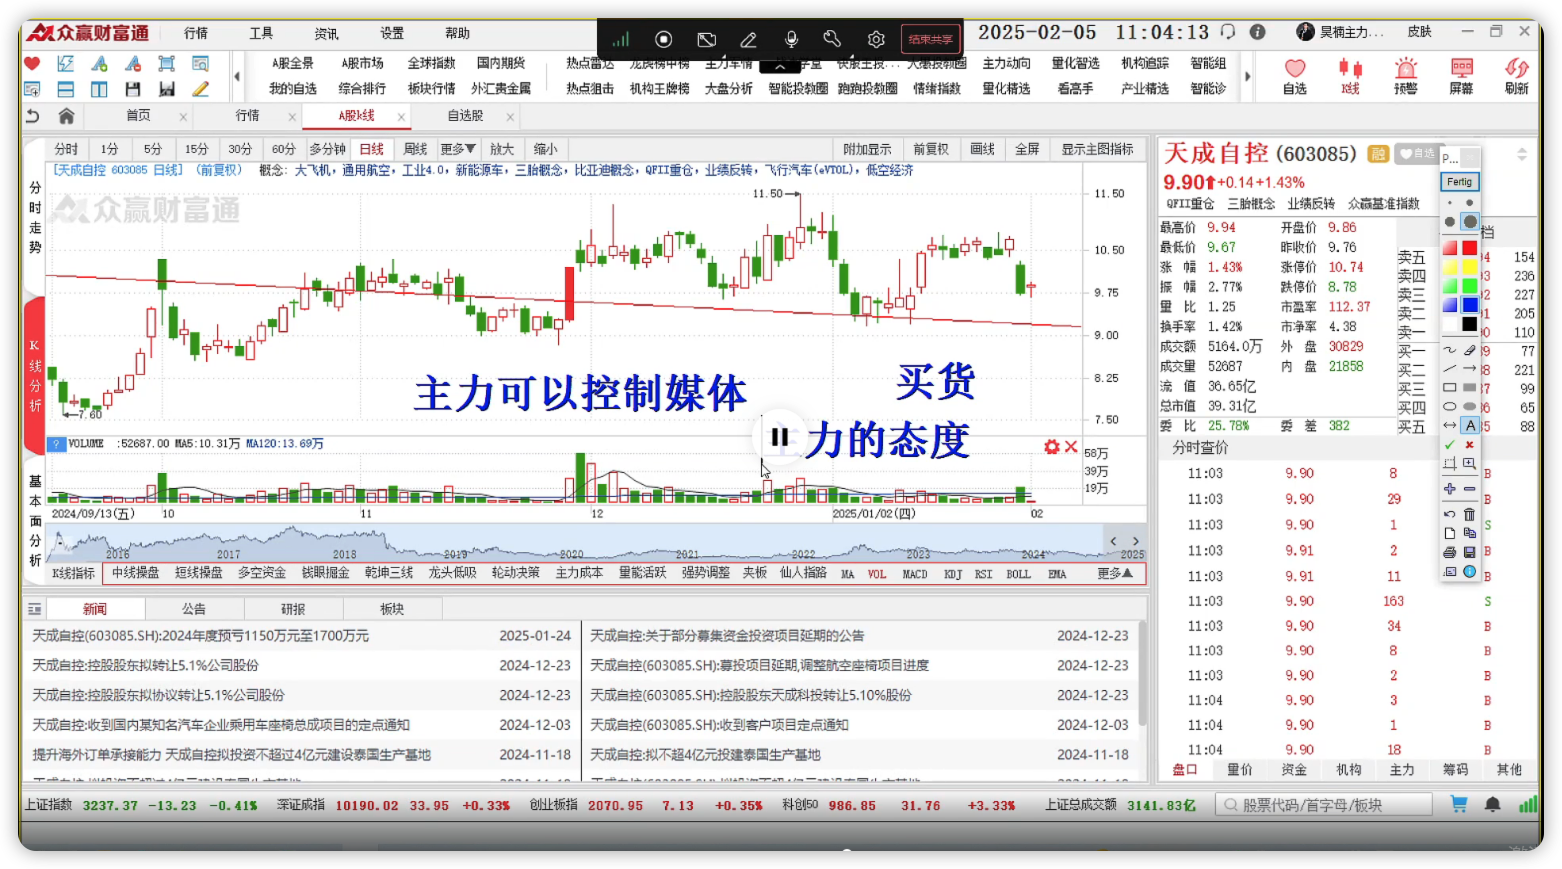 众赢财富通 行情 工具 资讯 设置 帮助 结束共享 2025-02-05 11:04:13 昊楠主力... 皮肤
A股全景 A股市场 全球指数 国内期货 热点雷达 龙虎榜中榜 主力军情 主力动向 量化智选 机构追踪 智能组
我的自选 综合排行 板块行情 外汇贵金属 热点狙击 机构王牌榜 大盘分析 智能投教圈 跑跑投教圈 情绪指数 量化精选 看高手 产业精选 智能诊
自选 K线 预警 屏幕 刷新
首页 行情 A股K线 自选股
分时 1分 5分 15分 30分 60分 多分钟 日线 周线 更多▼ 放大 缩小 附加显示 前复权 画线 全屏 显示主图指标
[天成自控 603085 日线] (前复权) 概念: 大飞机, 通用航空, 工业4.0, 新能源车, 三胎概念, 比亚迪概念, QFII重仓, 业绩反转, 飞行汽车(eVTOL), 低空经济
众赢财富通
分时走势
K线分析
基本面分析
11.50
11.50
10.50
9.75
9.00
8.25
7.50
7.60
主力可以控制媒体
买货
力的态度
VOLUME :52687.00 MA5:10.31万 MA120:13.69万
58万
39万
19万
2024/09/13(五) 10 11 12 2025/01/02(四) 02
2016 2017 2018 2019 2020 2021 2022 2023 2024 2025
K线指标 中线操盘 短线操盘 多空资金 钱眼掘金 乾坤三线 龙头低吸 轮动决策 主力成本 量能活跃 强势调整 夹板 仙人指路 MA VOL MACD KDJ RSI BOLL EMA 更多▲
新闻 公告 研报 板块
天成自控(603085.SH):2024年度预亏1150万元至1700万元 2025-01-24
天成自控:控股股东拟转让5.1%公司股份 2024-12-23
天成自控:控股股东拟协议转让5.1%公司股份 2024-12-23
天成自控:收到国内某知名汽车企业乘用车座椅总成项目的定点通知 2024-12-03
提升海外订单承接能力 天成自控拟投资不超过4亿元建设泰国生产基地 2024-11-18
天成自控:关于部分募集资金投资项目延期的公告 2024-12-23
天成自控(603085.SH):募投项目延期,调整航空座椅项目进度 2024-12-23
天成自控(603085.SH):控股股东天成科投转让5.10%股份 2024-12-23
天成自控(603085.SH):收到客户项目定点通知 2024-12-03
天成自控:拟不超4亿元投建泰国生产基地 2024-11-18
天成自控 (603085) 融 自选
9.90 +0.14 +1.43%
QFII重仓 三胎概念 业绩反转 众赢基准指数
最高价 9.94 开盘价 9.86
最低价 9.67 昨收价 9.76
涨幅 1.43% 涨停价 10.74
振幅 2.77% 跌停价 8.78
量比 1.25 市盈率 112.37
换手率 1.42% 市净率 4.38
成交额 5164.0万 外盘 30829
成交量 52687 内盘 21858
流值 36.65亿
总市值 39.31亿
委比 25.78% 委差 382
卖五 154
卖四 236
卖三 227
卖二 205
卖一 110
买一 77
买二 221
买三 99
买四 65
买五 88
P...
Fertig
A
分时查价
11:03 9.90 8 B
11:03 9.90 29 B
11:03 9.90 1 S
11:03 9.91 2 B
11:03 9.91 11 B
11:03 9.90 163 S
11:03 9.90 34 B
11:03 9.90 8 B
11:03 9.90 2 B
11:04 9.90 3 B
11:04 9.90 1 B
11:04 9.90 18 B
盘口 量价 资金 机构 主力 筹码 其他
上证指数 3237.37 -13.23 -0.41% 深证成指 10190.02 33.95 +0.33% 创业板指 2070.95 7.13 +0.35% 科创50 986.85 31.76 +3.33% 上证总成交额 3141.83亿 股票代码/首字母/板块